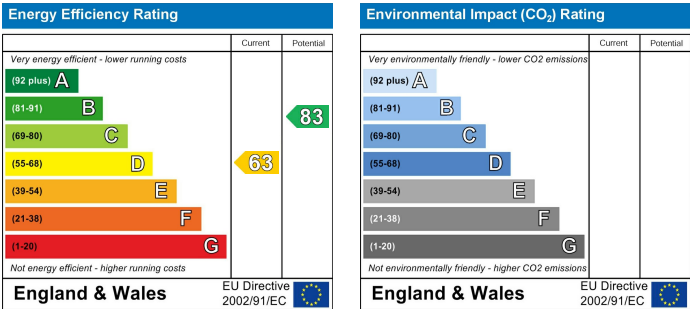 Energy Efficiency Rating
Current Potential
Very energy efficient - lower running costs
(92 plus) A
(81-91) B
83
(69-80) C
(55-68) D 63
(39-54) E
(21-38) F
(1-20) G
Not energy efficient - higher running costs
England & Wales
EU Directive
2002/91/EC
Environmental Impact (CO₂) Rating
Current Potential
Very environmentally friendly - lower CO2 emissions
(92 plus) A
(81-91) B
(69-80) C
(55-68) D
(39-54) E
(21-38) F
(1-20) G
Not environmentally friendly - higher CO2 emissions
England & Wales
EU Directive
2002/91/EC